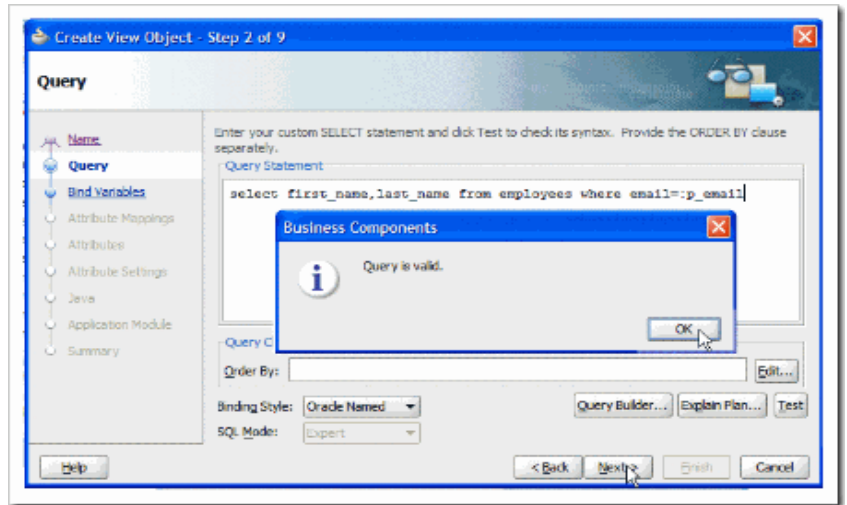 Create View Object - Step 2 of 9
Query
Name
Query
Bind Variables
Attribute Mappings
Attributes
Attribute Settings
Java
Application Module
Summary
Enter your custom SELECT statement and click Test to check its syntax. Provide the ORDER BY clause
separately.
Query Statement
select first_name,last_name from employees where email=:p_email
Business Components
Query is valid.
OK
Query C
Order By:
Edit...
Binding Style:
Oracle Named
Query Builder...
Explain Plan...
Test
SQL Mode:
Expert
Help
< Back
Next >
Finish
Cancel